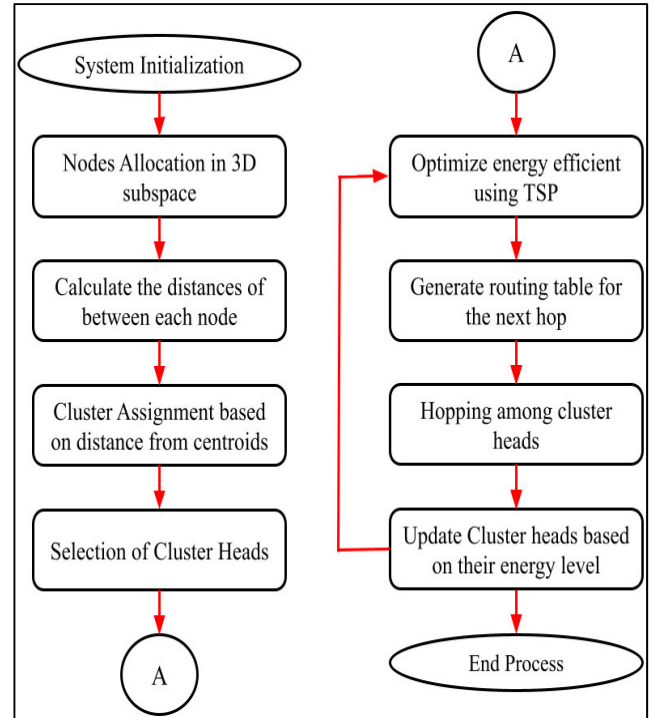 System Initialization
Nodes Allocation in 3D
subspace
Calculate the distances of
between each node
Cluster Assignment based
on distance from centroids
Selection of Cluster Heads
A
A
Optimize energy efficient
using TSP
Generate routing table for
the next hop
Hopping among cluster
heads
Update Cluster heads based
on their energy level
End Process